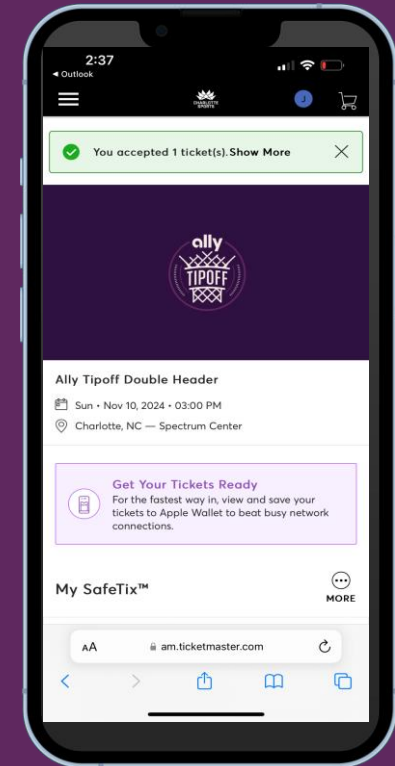 2:37
◀ Outlook
CHARLOTTE
SPORTS
J
You accepted 1 ticket(s). Show More
ally
TIPOFF
Ally Tipoff Double Header
Sun • Nov 10, 2024 • 03:00 PM
Charlotte, NC — Spectrum Center
Get Your Tickets Ready
For the fastest way in, view and save your
tickets to Apple Wallet to beat busy network
connections.
My SafeTix™
MORE
AA
am.ticketmaster.com